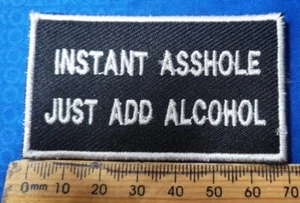 INSTANT ASSHOLE
JUST ADD ALCOHOL
0mm 10 20 30 40 50 60 70